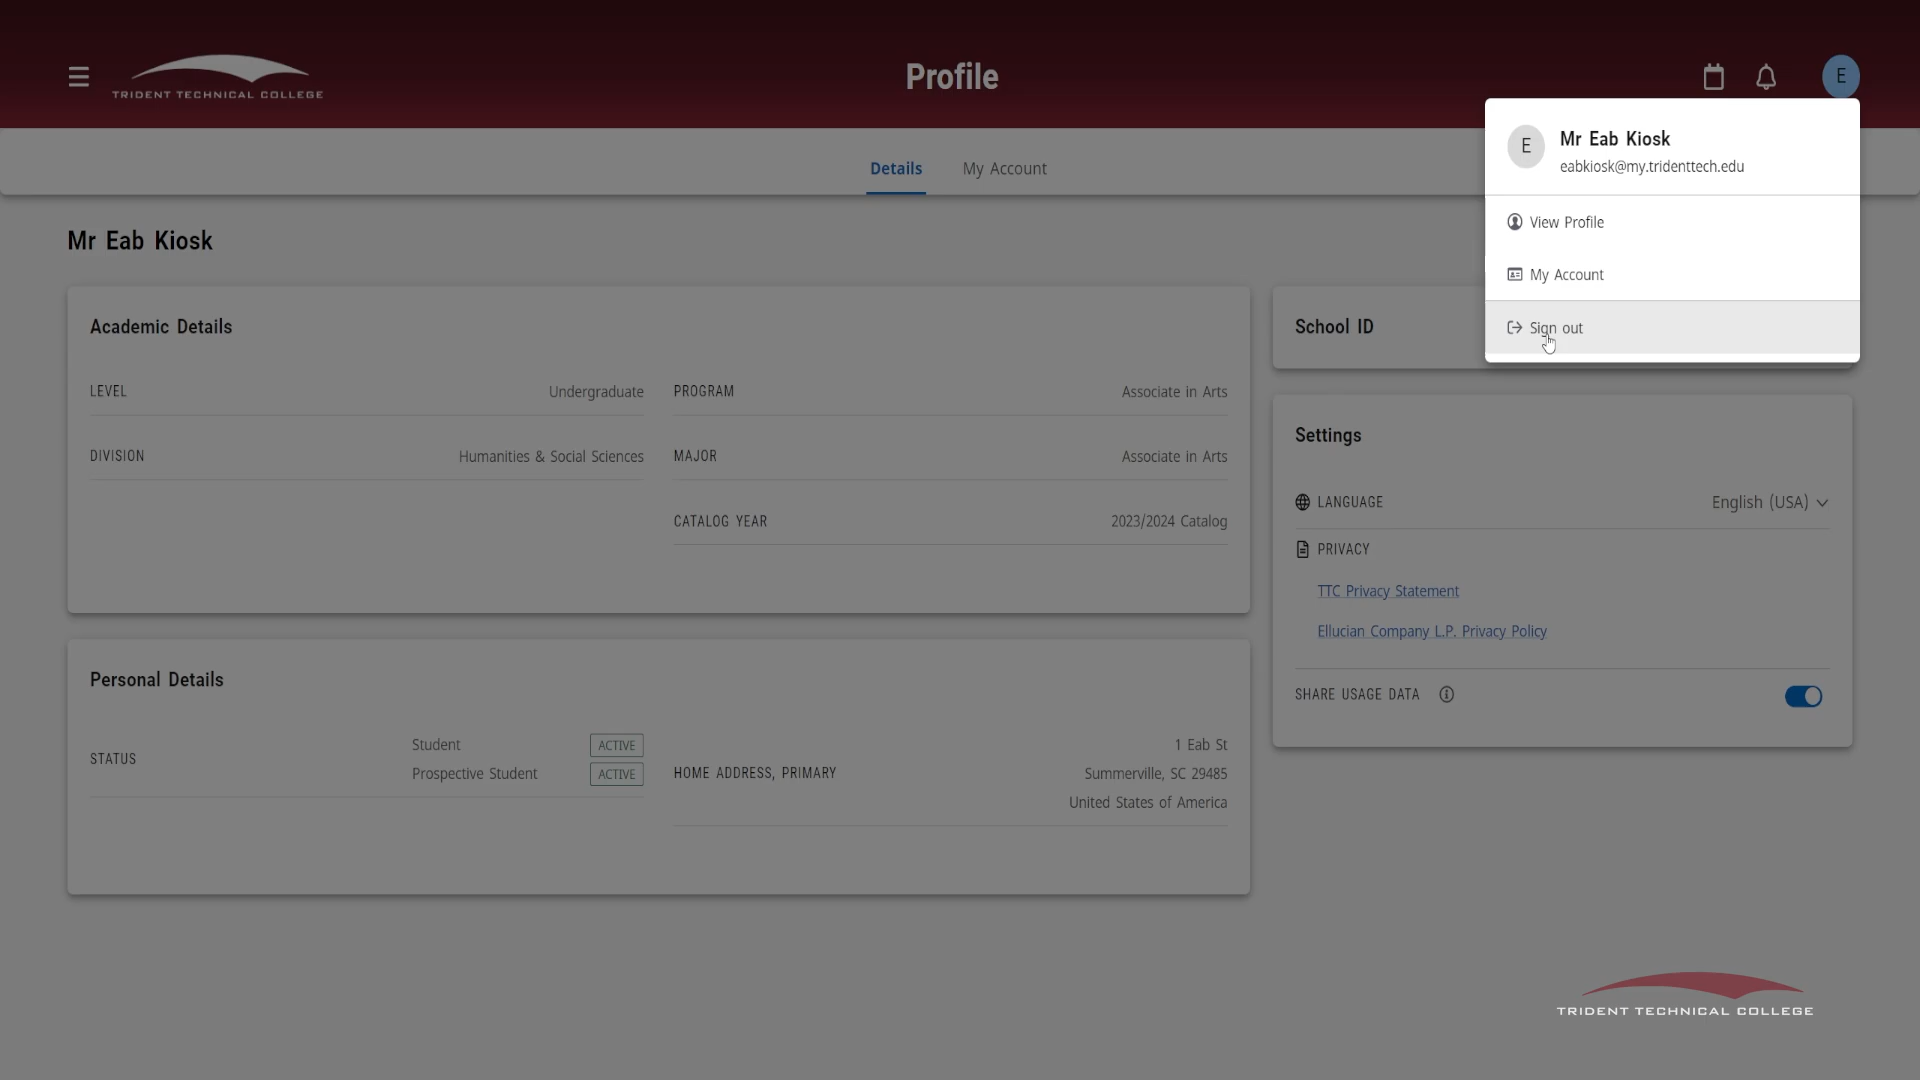 TRIDENT TECHNICAL COLLEGE
Profile
E
Details
My Account
E
Mr Eab Kiosk
eabkiosk@my.tridenttech.edu
View Profile
My Account
Sign out
Mr Eab Kiosk
Academic Details
LEVEL
Undergraduate
DIVISION
Humanities & Social Sciences
PROGRAM
Associate in Arts
MAJOR
Associate in Arts
CATALOG YEAR
2023/2024 Catalog
School ID
Settings
LANGUAGE
English (USA)
PRIVACY
TTC Privacy Statement
Ellucian Company L.P. Privacy Policy
SHARE USAGE DATA
Personal Details
STATUS
Student ACTIVE
Prospective Student ACTIVE
HOME ADDRESS, PRIMARY
1 Eab St
Summerville, SC 29485
United States of America
TRIDENT TECHNICAL COLLEGE